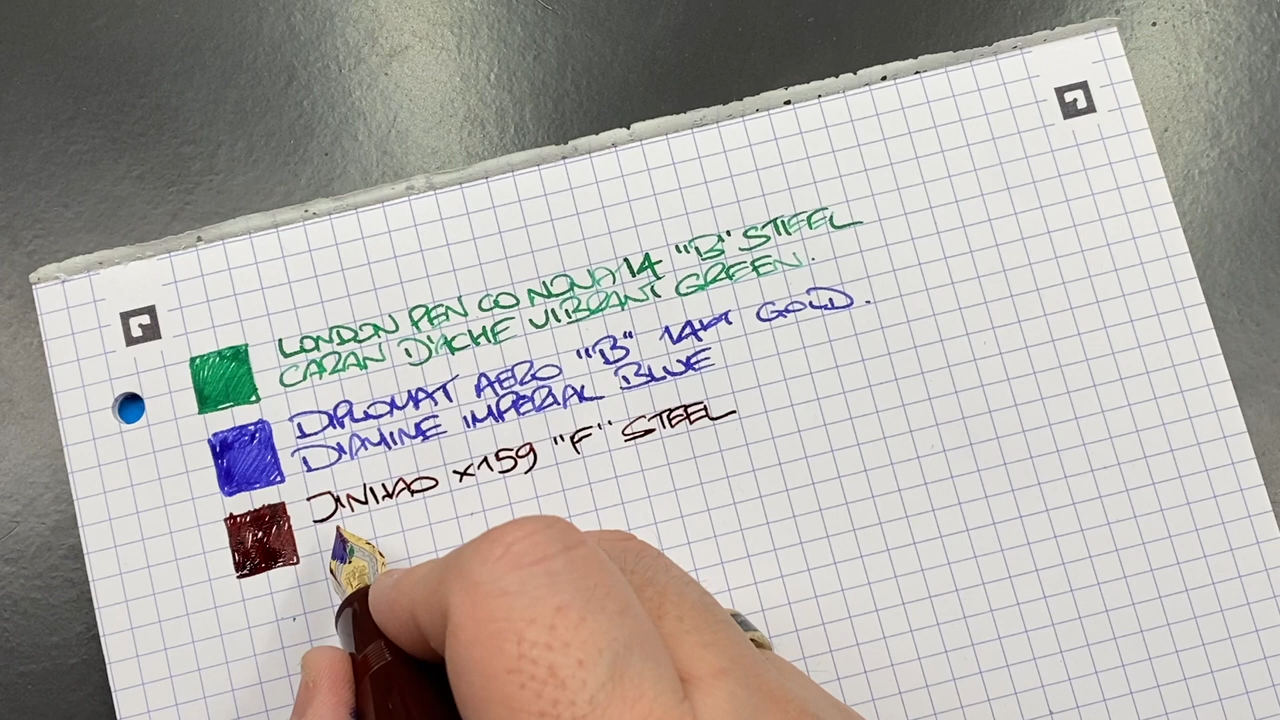 LONDON PEN CO NOVA 14 "B" STEEL
CARAN D'ACHE VIBRANT GREEN.
DIPLOMAT AERO "B" 14kt GOLD.
DIAMINE IMPERIAL BLUE
JINHAO x159 "F" STEEL